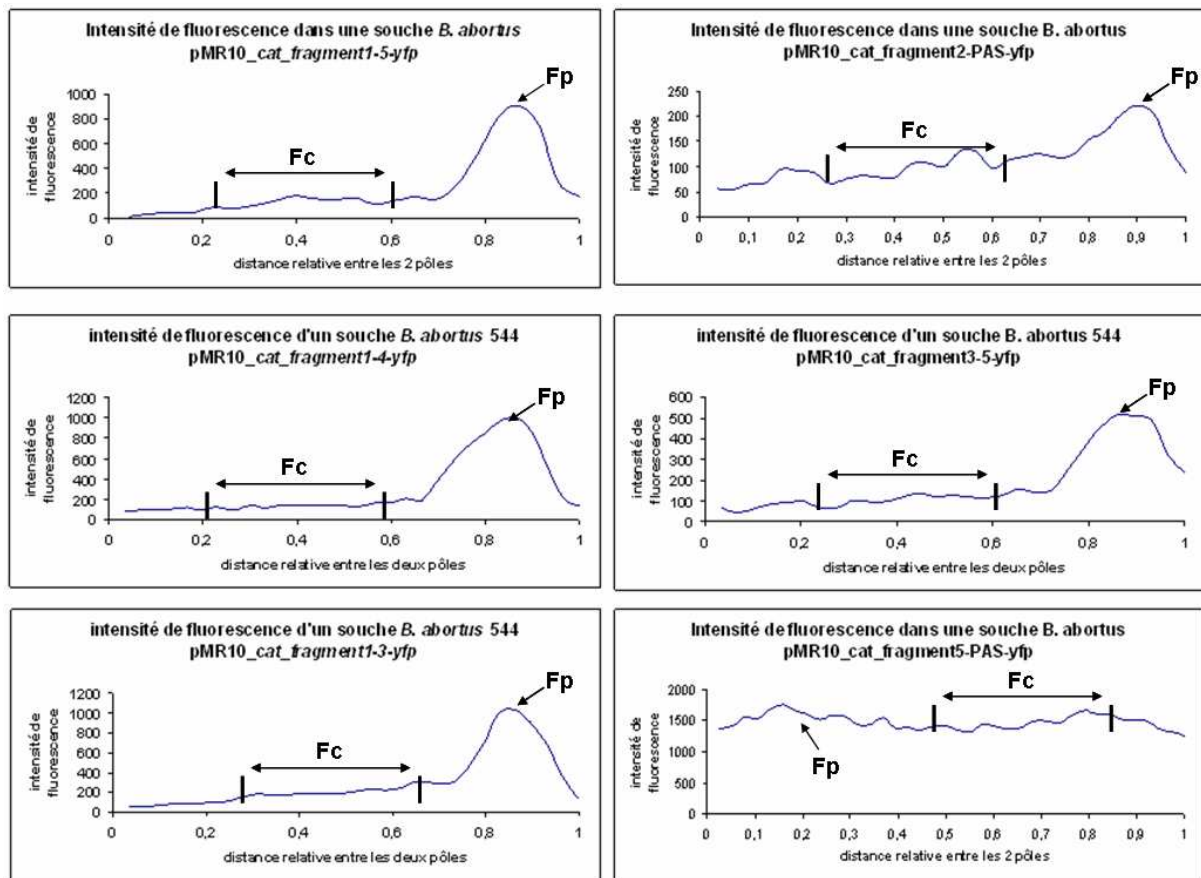 Intensité de fluorescence dans une souche B. abortus
pMR10_cat_fragment1-5-yfp
intensité de
fluorescence
1000
800
600
400
200
0
Fc
Fp
0
0,2
0,4
0,6
0,8
1
distance relative entre les 2 pôles
Intensité de fluorescence dans une souche B. abortus
pMR10_cat_fragment2-PAS-yfp
intensité de
fluorescence
250
200
150
100
50
0
Fc
Fp
0
0,1
0,2
0,3
0,4
0,5
0,6
0,7
0,8
0,9
1
distance relative entre les 2 pôles
intensité de fluorescence d'un souche B. abortus 544
pMR10_cat_fragment1-4-yfp
intensité de
fluorescence
1200
1000
800
600
400
200
0
Fc
Fp
0
0,2
0,4
0,6
0,8
1
distance relative entre les deux pôles
intensité de fluorescence d'un souche B. abortus 544
pMR10_cat_fragment3-5-yfp
intensité de
fluorescence
600
500
400
300
200
100
0
Fc
Fp
0
0,2
0,4
0,6
0,8
1
distance relative entre les deux pôles
intensité de fluorescence d'un souche B. abortus 544
pMR10_cat_fragment1-3-yfp
intensité de
fluorescence
1200
1000
800
600
400
200
0
Fc
Fp
0
0,2
0,4
0,6
0,8
1
distance relative entre les deux pôles
Intensité de fluorescence dans une souche B. abortus
pMR10_cat_fragment5-PAS-yfp
intensité de
fluorescence
2000
1500
1000
500
0
Fc
Fp
0
0,1
0,2
0,3
0,4
0,5
0,6
0,7
0,8
0,9
1
distance relative entre les 2 pôles